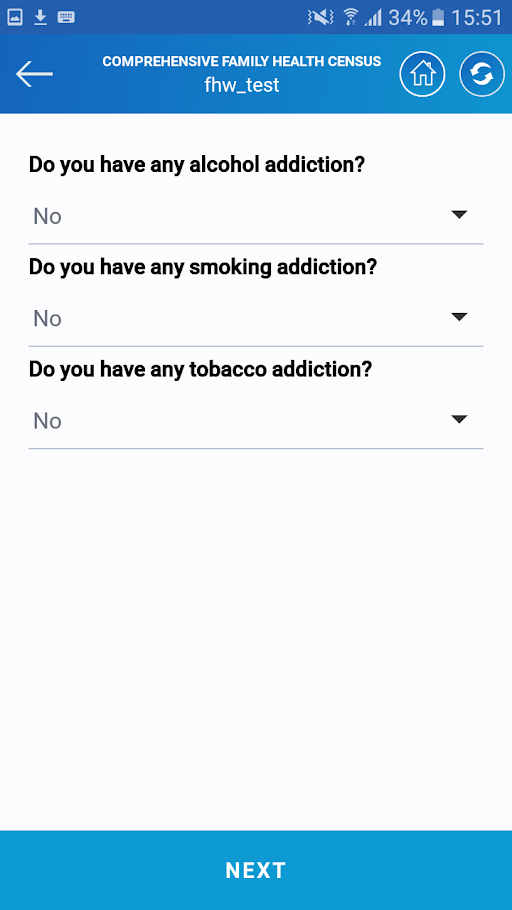 34% 15:51
COMPREHENSIVE FAMILY HEALTH CENSUS
fhw_test
Do you have any alcohol addiction?
No
Do you have any smoking addiction?
No
Do you have any tobacco addiction?
No
NEXT